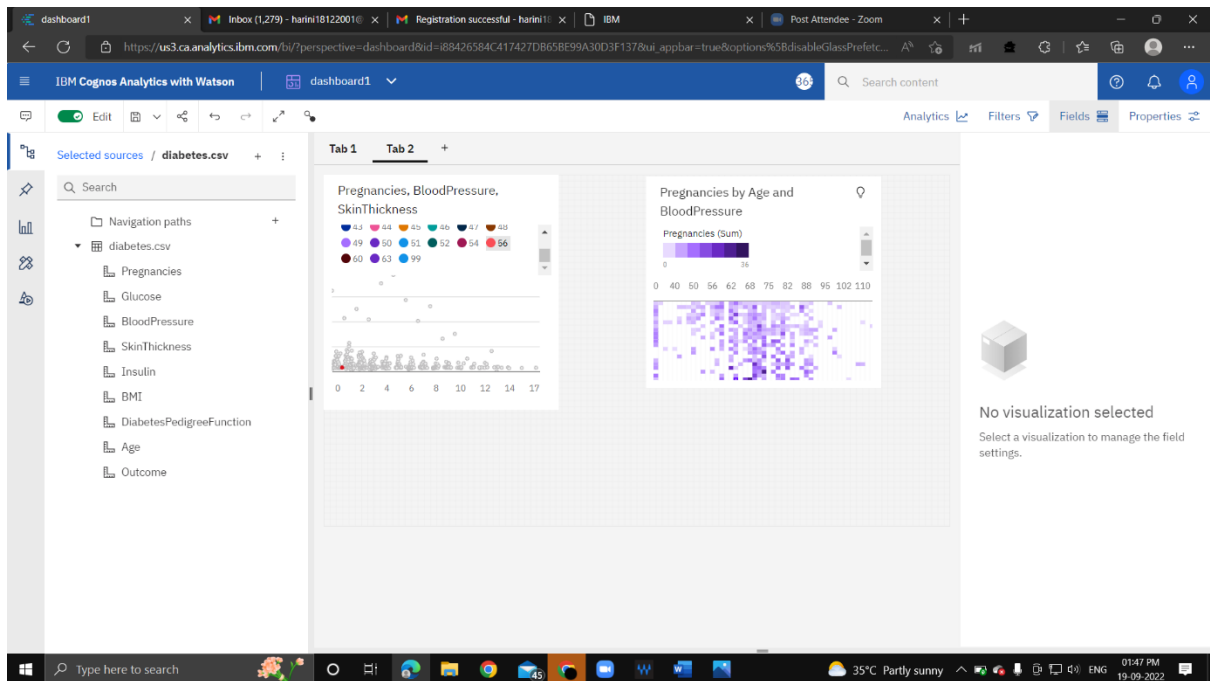 dashboard1
Inbox (1,279) - harini18122001@
Registration successful - harini18
IBM
Post Attendee - Zoom
https://us3.ca.analytics.ibm.com/bi/?perspective=dashboard&id=i88426584C417427DB65BE99A30D3F137&ui_appbar=true&options%5BdisableGlassPrefetc...
IBM Cognos Analytics with Watson
dashboard1
Search content
Edit
Analytics
Filters
Fields
Properties
Selected sources / diabetes.csv
Search
Navigation paths
diabetes.csv
Pregnancies
Glucose
BloodPressure
SkinThickness
Insulin
BMI
DiabetesPedigreeFunction
Age
Outcome
Tab 1 Tab 2
Pregnancies, BloodPressure,
SkinThickness
43 44 45 46 47 48
49 50 51 52 54 56
60 63 99
0 2 4 6 8 10 12 14 17
Pregnancies by Age and
BloodPressure
Pregnancies (Sum)
0 36
0 40 50 56 62 68 75 82 88 95 102 110
No visualization selected
Select a visualization to manage the field
settings.
Type here to search
45
35°C Partly sunny
ENG
01:47 PM
19-09-2022